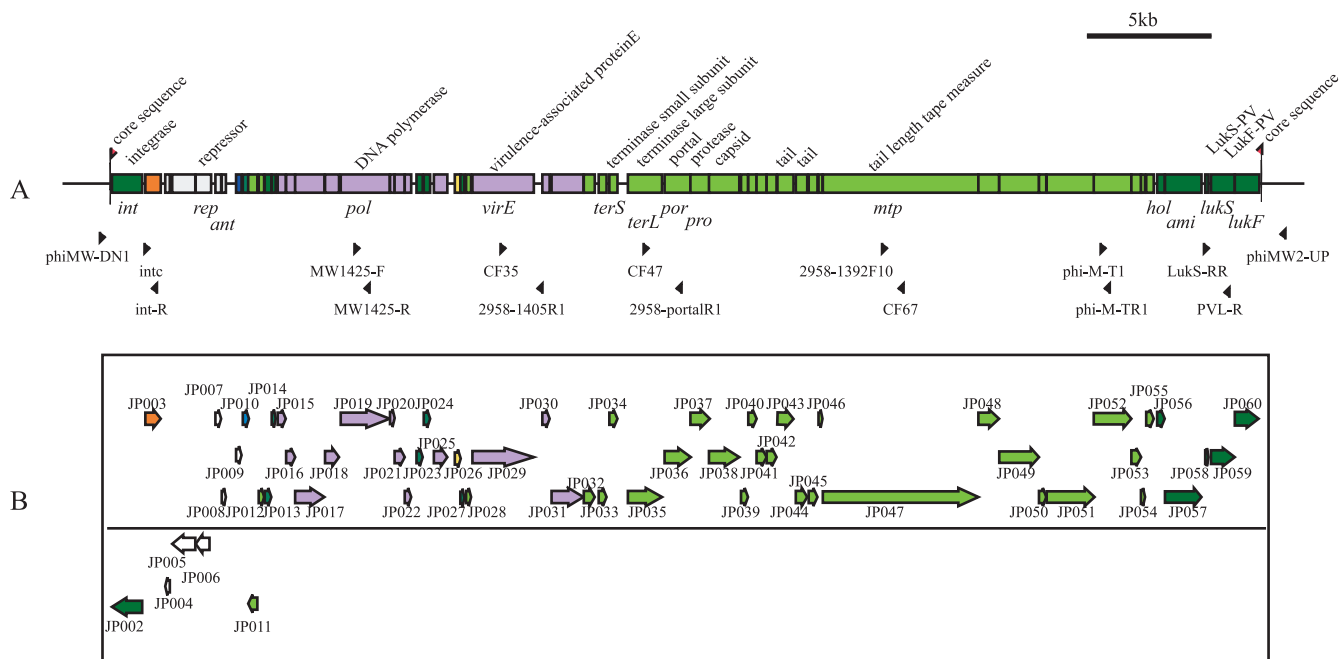 5kb
core sequence
integrase
repressor
DNA polymerase
virulence-associated proteinE
terminase small subunit
terminase large subunit
portal
protease
capsid
tail
tail
tail length tape measure
LukS-PV
LukF-PV
core sequence
A
int
rep
ant
pol
virE
terS
terL
por
pro
mtp
hol
ami
lukS
lukF
phiMW-DN1
intc
MW1425-F
CF35
CF47
2958-1392F10
phi-M-T1
LukS-RR
phiMW2-UP
int-R
MW1425-R
2958-1405R1
2958-portalR1
CF67
phi-M-TR1
PVL-R
B
JP003
JP007
JP010
JP014
JP015
JP019
JP020
JP024
JP030
JP034
JP037
JP040
JP043
JP046
JP048
JP052
JP055
JP056
JP060
JP009
JP016
JP018
JP021
JP023
JP025
JP026
JP029
JP036
JP038
JP041
JP042
JP049
JP053
JP058
JP059
JP008
JP012
JP013
JP017
JP022
JP027
JP028
JP031
JP032
JP033
JP035
JP039
JP044
JP045
JP047
JP050
JP051
JP054
JP057
JP005
JP006
JP004
JP002
JP011